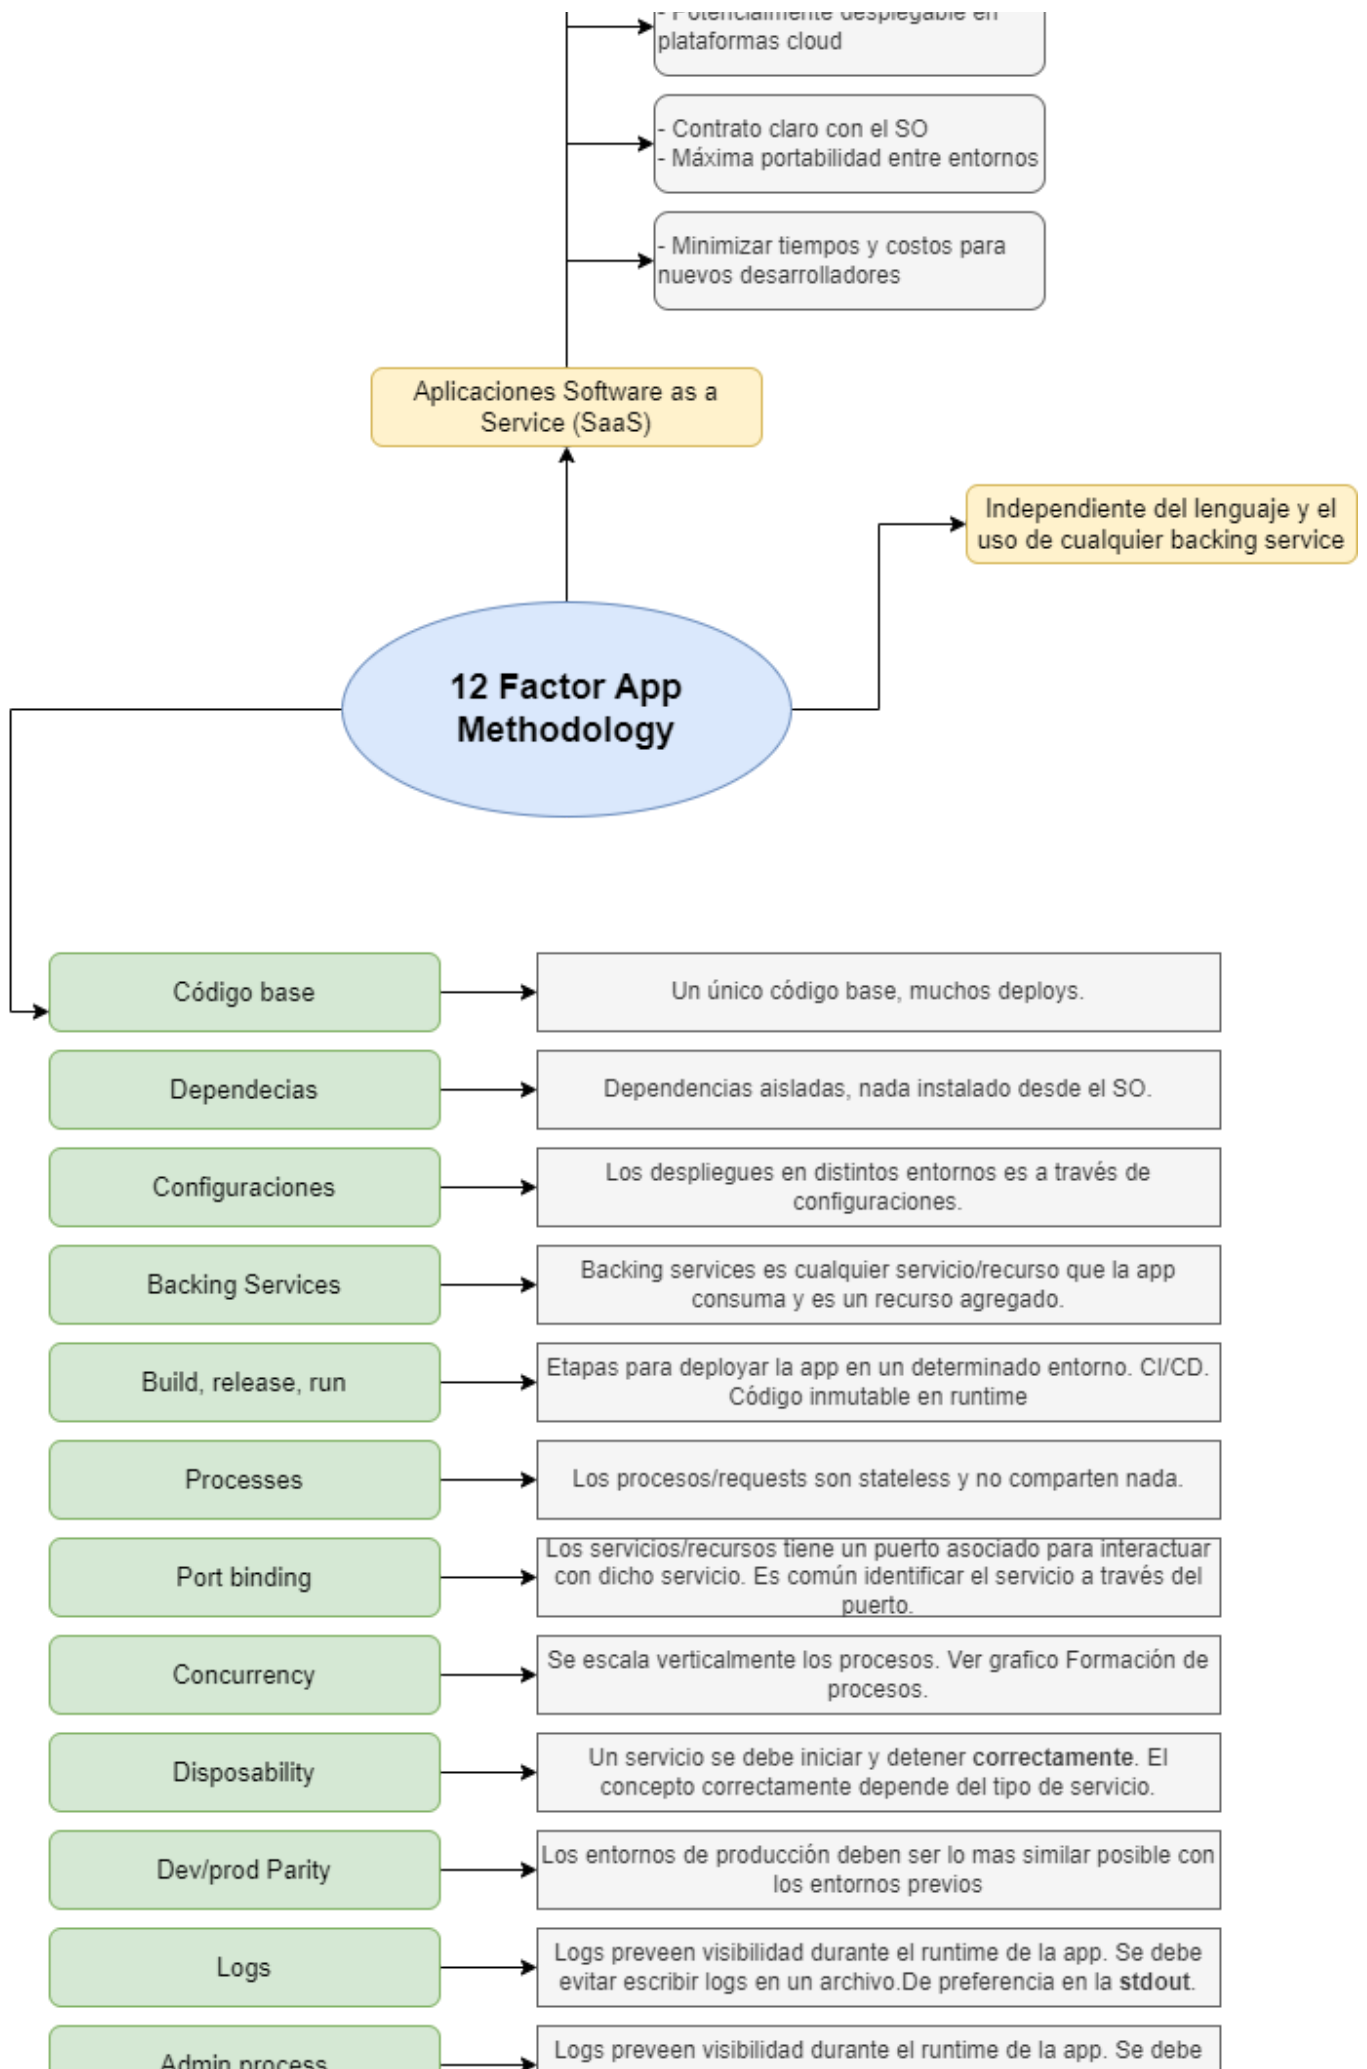 - Potencialmente desplegable en
plataformas cloud
- Contrato claro con el SO
- Máxima portabilidad entre entornos
- Minimizar tiempos y costos para
nuevos desarrolladores
Aplicaciones Software as a
Service (SaaS)
Independiente del lenguaje y el
uso de cualquier backing service
12 Factor App
Methodology
Código base
Un único código base, muchos deploys.
Dependecias
Dependencias aisladas, nada instalado desde el SO.
Configuraciones
Los despliegues en distintos entornos es a través de
configuraciones.
Backing Services
Backing services es cualquier servicio/recurso que la app
consuma y es un recurso agregado.
Build, release, run
Etapas para deployar la app en un determinado entorno. CI/CD.
Código inmutable en runtime
Processes
Los procesos/requests son stateless y no comparten nada.
Port binding
Los servicios/recursos tiene un puerto asociado para interactuar
con dicho servicio. Es común identificar el servicio a través del
puerto.
Concurrency
Se escala verticalmente los procesos. Ver grafico Formación de
procesos.
Disposability
Un servicio se debe iniciar y detener correctamente. El
concepto correctamente depende del tipo de servicio.
Dev/prod Parity
Los entornos de producción deben ser lo mas similar posible con
los entornos previos
Logs
Logs preveen visibilidad durante el runtime de la app. Se debe
evitar escribir logs en un archivo.De preferencia en la stdout.
Admin process
Logs preveen visibilidad durante el runtime de la app. Se debe